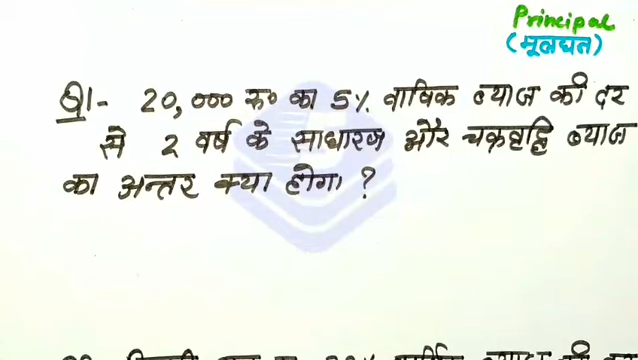 Principal
(मूलधन)
Q1- 20,000 रु० का 5% वार्षिक ब्याज की दर
से 2 वर्ष के साधारण और चक्रवृद्धि ब्याज
का अन्तर क्या होगा ?